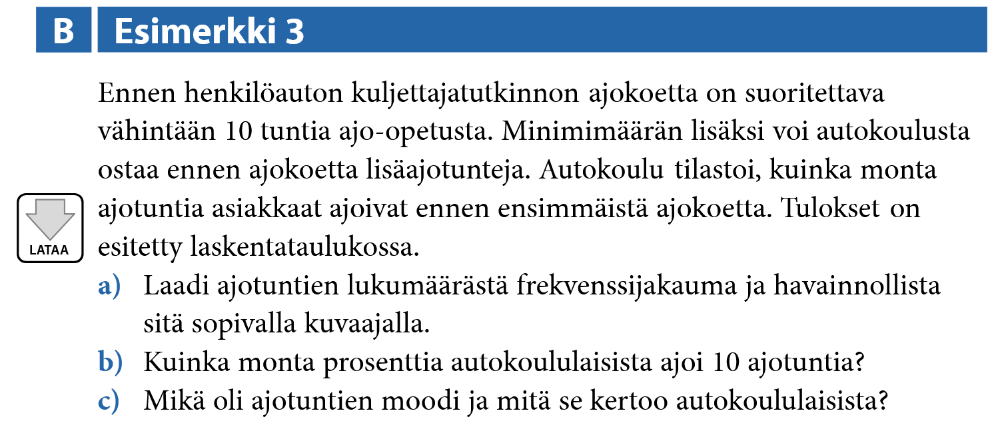 B Esimerkki 3
Ennen henkilöauton kuljettajatutkinnon ajokoetta on suoritettava
vähintään 10 tuntia ajo-opetusta. Minimimäärän lisäksi voi autokoulusta
ostaa ennen ajokoetta lisäajotunteja. Autokoulu tilastoi, kuinka monta
ajotuntia asiakkaat ajoivat ennen ensimmäistä ajokoetta. Tulokset on
LATAA esitetty laskentataulukossa.
a) Laadi ajotuntien lukumäärästä frekvenssijakauma ja havainnollista
sitä sopivalla kuvaajalla.
b) Kuinka monta prosenttia autokoululaisista ajoi 10 ajotuntia?
c) Mikä oli ajotuntien moodi ja mitä se kertoo autokoululaisista?